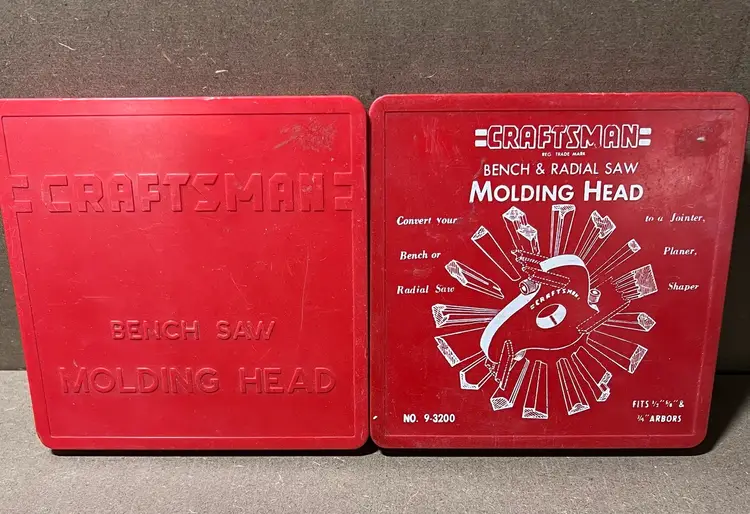 CRAFTSMAN
BENCH SAW
MOLDING HEAD
CRAFTSMAN
REG. TRADE MARK
BENCH & RADIAL SAW
MOLDING HEAD
Convert your to a Jointer,
Bench or Planer,
Radial Saw Shaper
CRAFTSMAN
NO. 9-3200
FITS ½" ⅝" &
¾" ARBORS